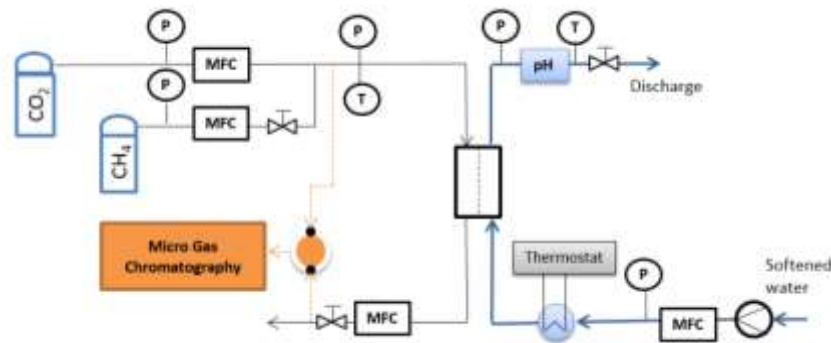 P
P
P
T
MFC
pH
CO2
P
Discharge
MFC
T
CH4
Micro Gas
Chromatography
Thermostat
P
Softened
water
MFC
MFC